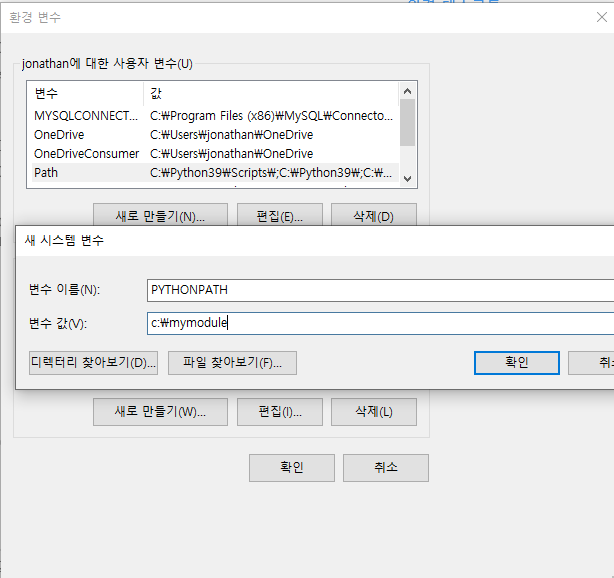 환경 변수
jonathan에 대한 사용자 변수(U)
변수 값
MYSQLCONNECT... C:\Program Files (x86)\MySQL\Connecto...
OneDrive C:\Users\jonathan\OneDrive
OneDriveConsumer C:\Users\jonathan\OneDrive
Path C:\Python39\Scripts\;C:\Python39\;C:\...
새로 만들기(N)... 편집(E)... 삭제(D)
새 시스템 변수
변수 이름(N): PYTHONPATH
변수 값(V): c:\mymodule
디렉터리 찾아보기(D)... 파일 찾아보기(F)... 확인
새로 만들기(W)... 편집(I)... 삭제(L)
확인 취소